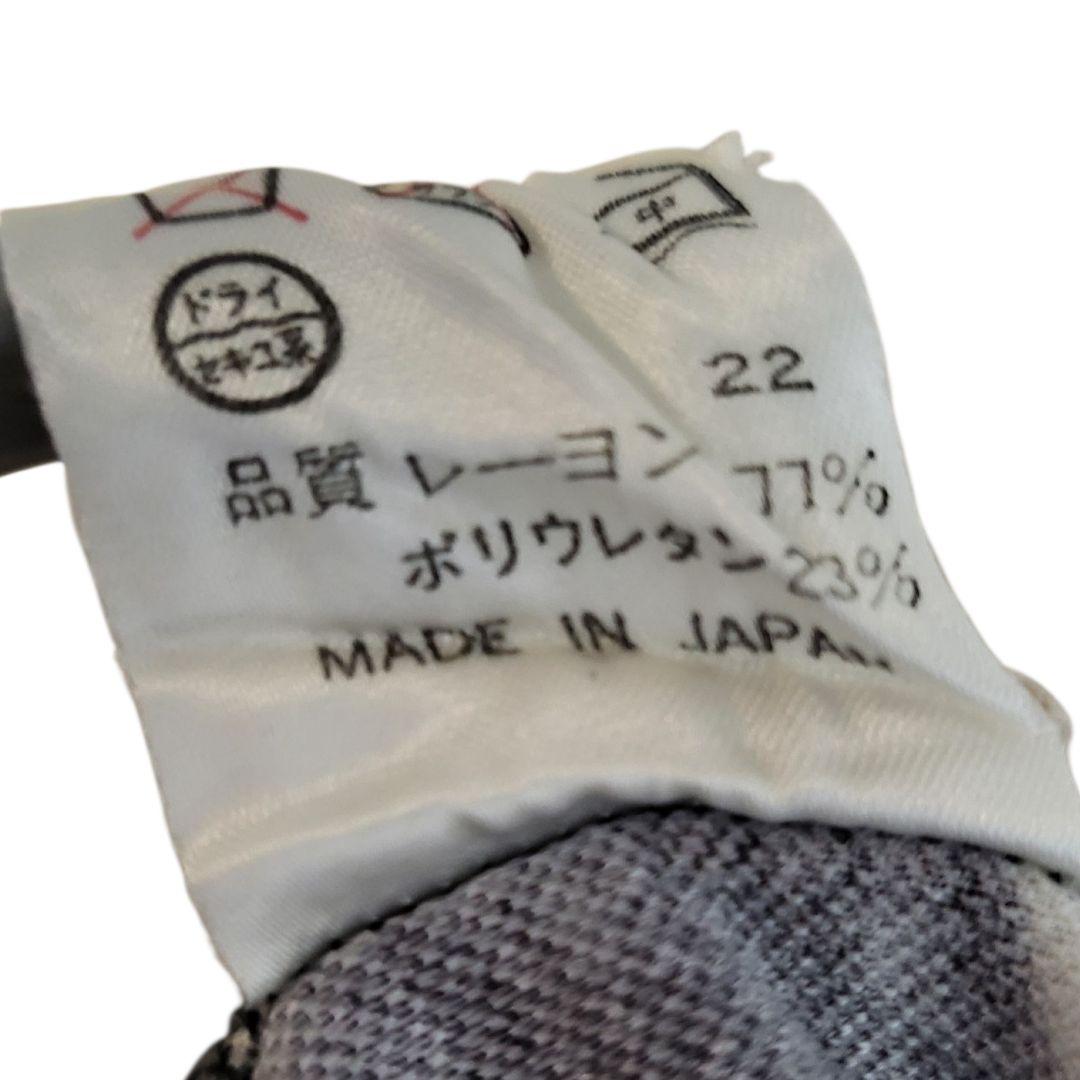 中
ドライ
セキユ系
22
品質 レーヨン 77%
ポリウレタン 23%
MADE IN JAPAN